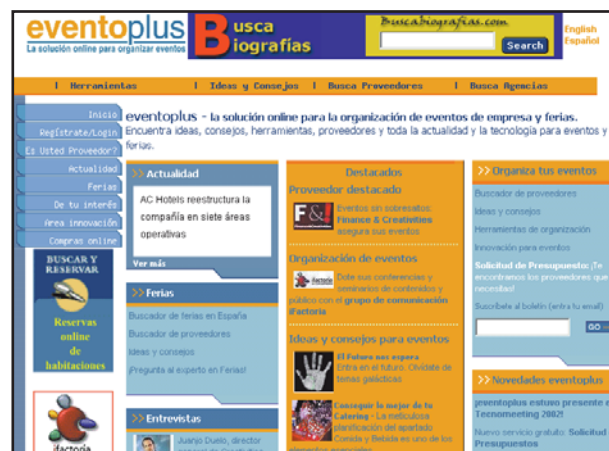 eventoplus
La solución online para organizar eventos
Busca
Biografías
Buscabiografias.com
Search
English
Español
Herramientas
Ideas y Consejos
Busca Proveedores
Busca Agencias
Inicio
Regístrate/Login
Es Usted Proveedor?
Actualidad
Ferias
De tu interés
Area innovación
Compras online
BUSCAR Y
RESERVAR
Reservas
online
de
habitaciones
ifactoria
eventoplus - la solución online para la organización de eventos de empresa y ferias.
Encuentra ideas, consejos, herramientas, proveedores y toda la actualidad y la tecnología para eventos y
ferias.
>> Actualidad
AC Hotels reestructura la
compañía en siete áreas
operativas
Ver más
>> Ferias
Buscador de ferias en España
Buscador de proveedores
Ideas y consejos
¡Pregunta al experto en Ferias!
>> Entrevistas
Juanjo Duelo, director
Destacados
Proveedor destacado
F&!
Eventos sin sobresaltos:
Finance & Creativities
asegura sus eventos
Organización de eventos
ifactoria
Dote sus conferencias y
seminarios de contenidos y
público con el grupo de comunicación
iFactoria
Ideas y consejos para eventos
El Futuro nos espera
Entra en el futuro. Olvídate de
temas galácticos
Conseguir lo mejor de tu
Catering - La meticulosa
planificación del apartado
Comida y Bebida es uno de los
elementos esenciales
>> Organiza tus eventos
Buscador de proveedores
Ideas y consejos
Herramientas de organización
Innovación para eventos
Solicitud de Presupuesto: ¡Te
encontramos los proveedores que
necesitas!
Suscríbete al boletín (entra tu email)
GO
>> Novedades eventoplus
¡eventoplus estuvo presente e
Tecnomeeting 2002!
Nuevo servicio gratuito: Solicitud
Presupuestos